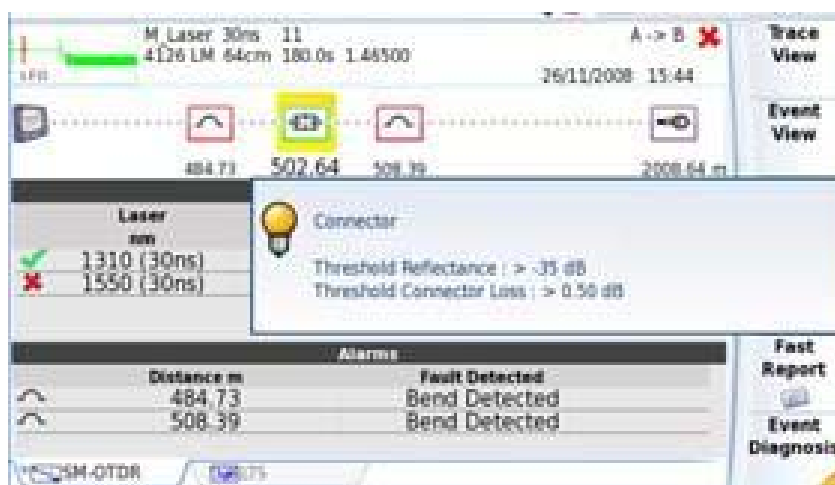 M_Laser 30ns 11
4126 LM 64cm 180.0s 1.46500
A -> B
26/11/2008 15:44
484.73
502.64
508.39
2008.64 m
Laser
nm
1310 (30ns)
1550 (30ns)
Connector
Threshold Reflectance : > -35 dB
Threshold Connector Loss : > 0.50 dB
Alarms
Distance m Fault Detected
484.73 Bend Detected
508.39 Bend Detected
SM-OTDR
Trace
View
Event
View
Fast
Report
Event
Diagnosis